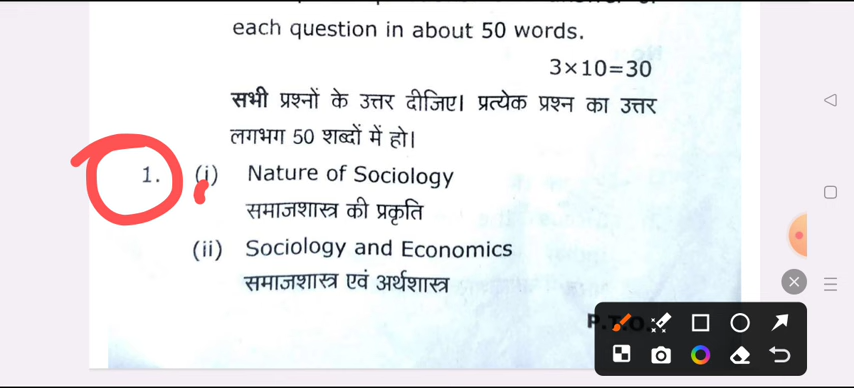 each question in about 50 words.
3×10=30
सभी प्रश्नों के उत्तर दीजिए। प्रत्येक प्रश्न का उत्तर
लगभग 50 शब्दों में हो।
1. (i) Nature of Sociology
समाजशास्त्र की प्रकृति
(ii) Sociology and Economics
समाजशास्त्र एवं अर्थशास्त्र
P.T.O.